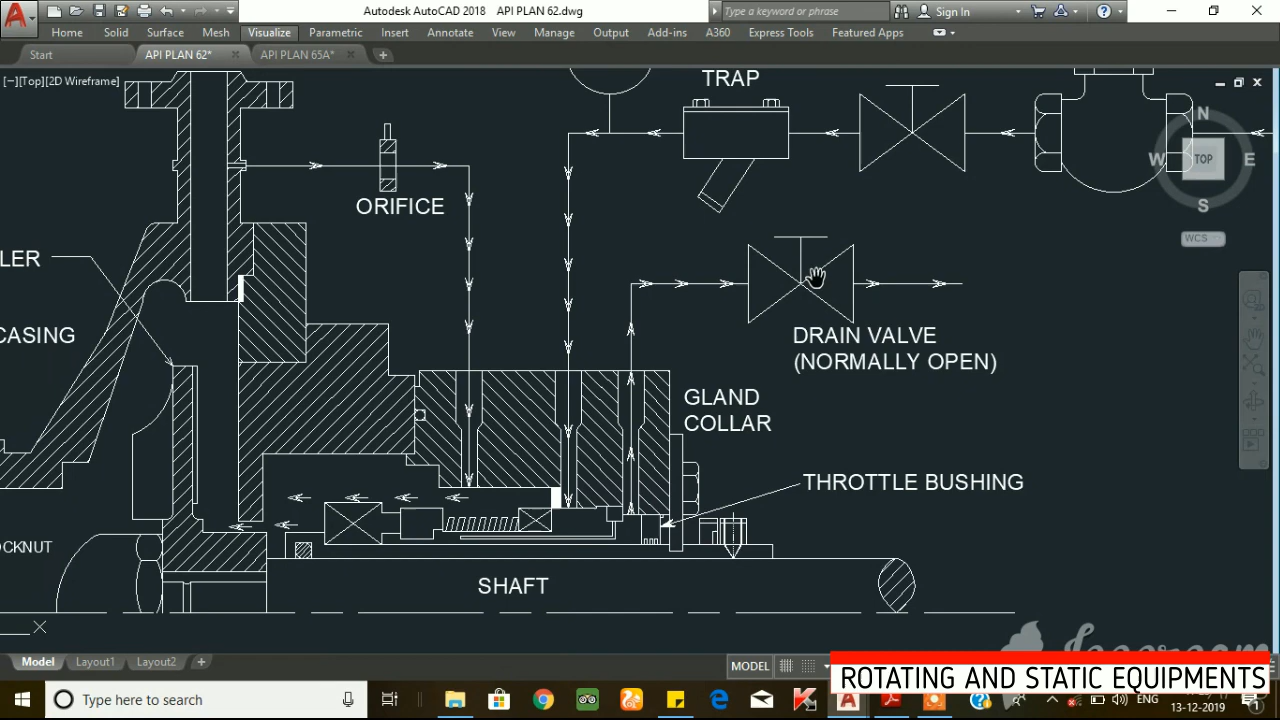 Autodesk AutoCAD 2018 API PLAN 62.dwg
Type a keyword or phrase
Sign In
Home Solid Surface Mesh Visualize Parametric Insert Annotate View Manage Output Add-ins A360 Express Tools Featured Apps
Start API PLAN 62* API PLAN 65A*
[−][Top][2D Wireframe]
TRAP
N
W TOP E
S
WCS
ORIFICE
LER
CASING
DRAIN VALVE
(NORMALLY OPEN)
GLAND
COLLAR
THROTTLE BUSHING
OCKNUT
SHAFT
Model Layout1 Layout2
MODEL
ROTATING AND STATIC EQUIPMENTS
Type here to search
ENG
13-12-2019